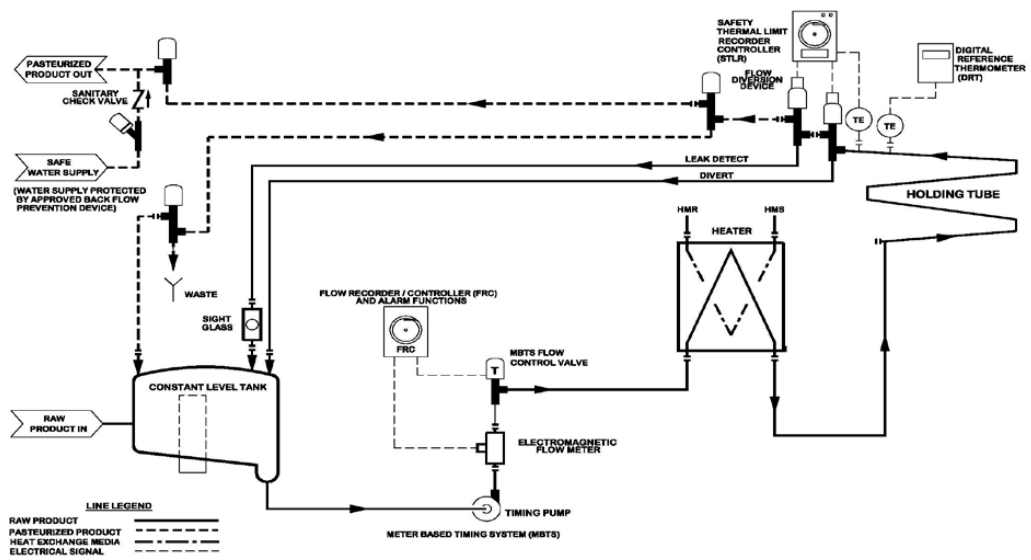 PASTEURIZED
PRODUCT OUT
SANITARY
CHECK VALVE
SAFE
WATER SUPPLY
(WATER SUPPLY PROTECTED
BY APPROVED BACK FLOW
PREVENTION DEVICE)
WASTE
SAFETY
THERMAL LIMIT
RECORDER
CONTROLLER
(STLR)
FLOW
DIVERSION
DEVICE
DIGITAL
REFERENCE
THERMOMETER
(DRT)
TE
TE
LEAK DETECT
DIVERT
HOLDING TUBE
HMR
HMS
HEATER
FLOW RECORDER / CONTROLLER (FRC)
AND ALARM FUNCTIONS
FRC
SIGHT
GLASS
MBTS FLOW
CONTROL VALVE
T
CONSTANT LEVEL TANK
RAW
PRODUCT IN
ELECTROMAGNETIC
FLOW METER
TIMING PUMP
METER BASED TIMING SYSTEM (MBTS)
LINE LEGEND
RAW PRODUCT
PASTEURIZED PRODUCT
HEAT EXCHANGE MEDIA
ELECTRICAL SIGNAL